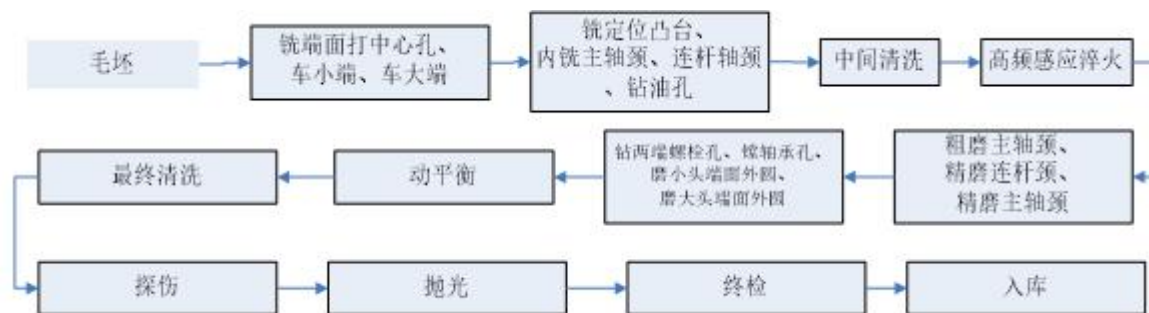 毛坯
铣端面打中心孔、
车小端、车大端
铣定位凸台、
内铣主轴颈、连杆轴颈
、钻油孔
中间清洗
高频感应淬火
粗磨主轴颈、
精磨连杆颈、
精磨主轴颈
钻两端螺栓孔、镗轴承孔、
磨小头端面外圆、
磨大头端面外圆
动平衡
最终清洗
探伤
抛光
终检
入库